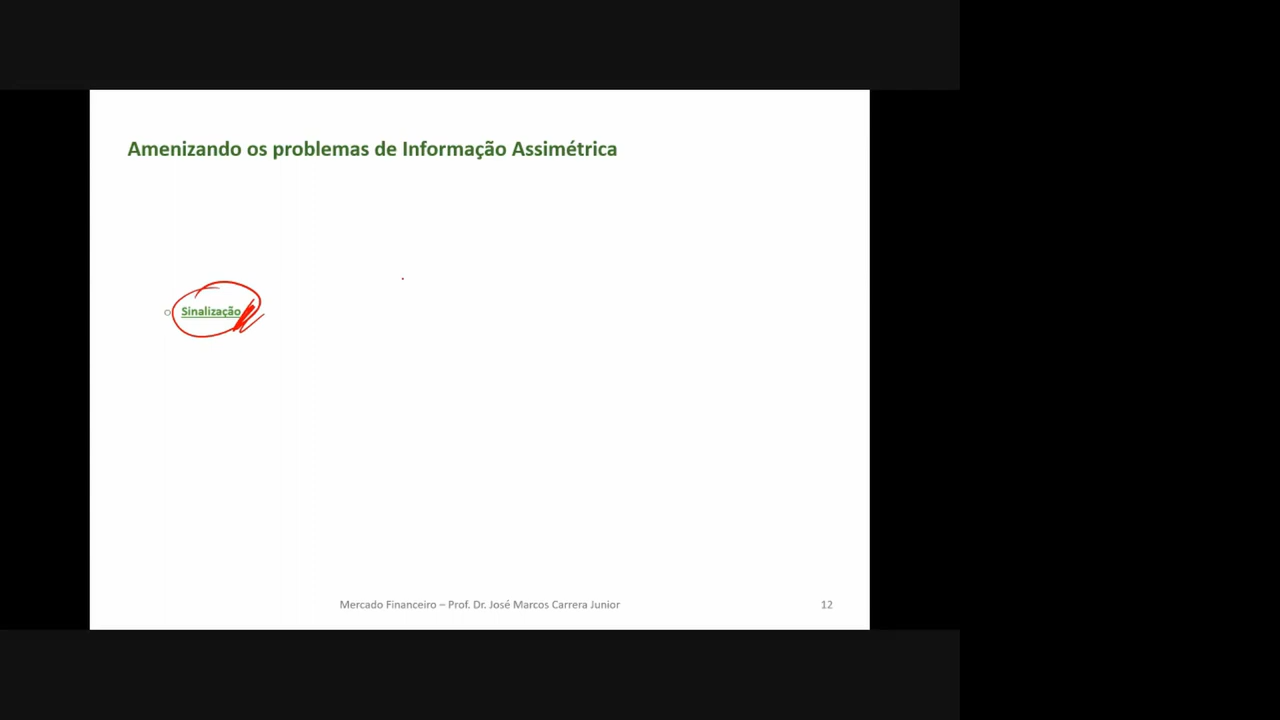 Amenizando os problemas de Informação Assimétrica
Sinalização
Mercado Financeiro – Prof. Dr. José Marcos Carrera Junior
12